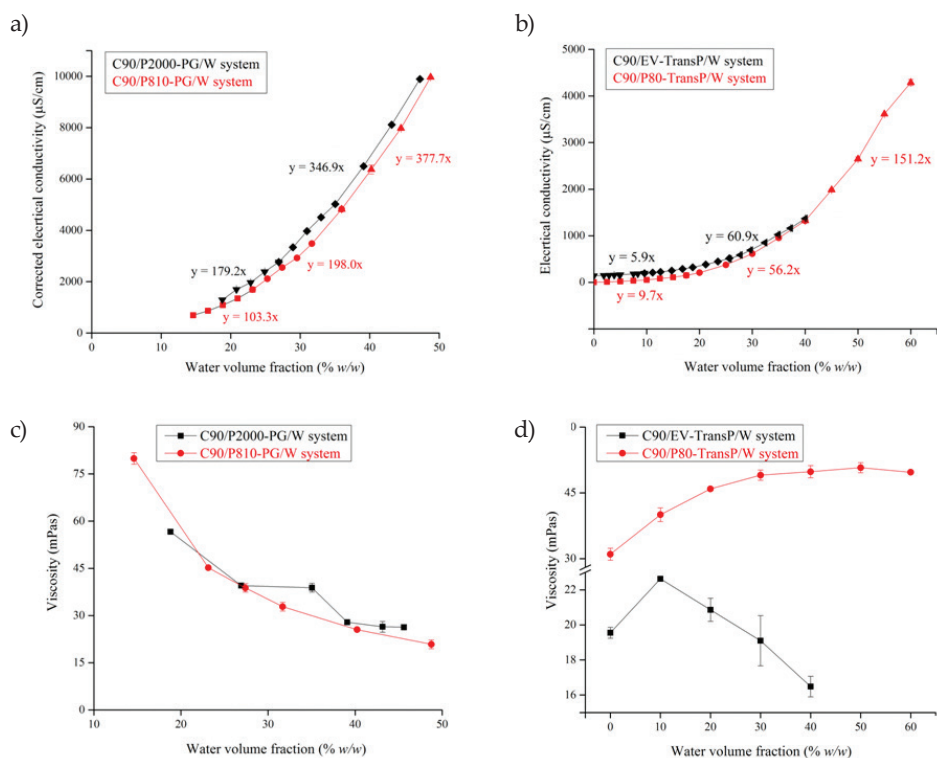 a)
C90/P2000-PG/W system
C90/P810-PG/W system
10000
8000
6000
4000
2000
0
Corrected elecrtical conductivity (µS/cm)
y = 346.9x
y = 377.7x
y = 179.2x
y = 198.0x
y = 103.3x
0 10 20 30 40 50
Water volume fraction (% w/w)
b)
C90/EV-TransP/W system
C90/P80-TransP/W system
5000
4000
3000
2000
1000
0
Elecrtical conductivity (µS/cm)
y = 151.2x
y = 5.9x
y = 60.9x
y = 56.2x
y = 9.7x
0 10 20 30 40 50 60
Water volume fraction (% w/w)
c)
C90/P2000-PG/W system
C90/P810-PG/W system
90
75
60
45
30
15
0
Viscosity (mPas)
10 20 30 40 50
Water volume fraction (% w/w)
d)
C90/EV-TransP/W system
C90/P80-TransP/W system
0
45
30
22
20
18
16
Viscosity (mPas)
0 10 20 30 40 50 60
Water volume fraction (% w/w)